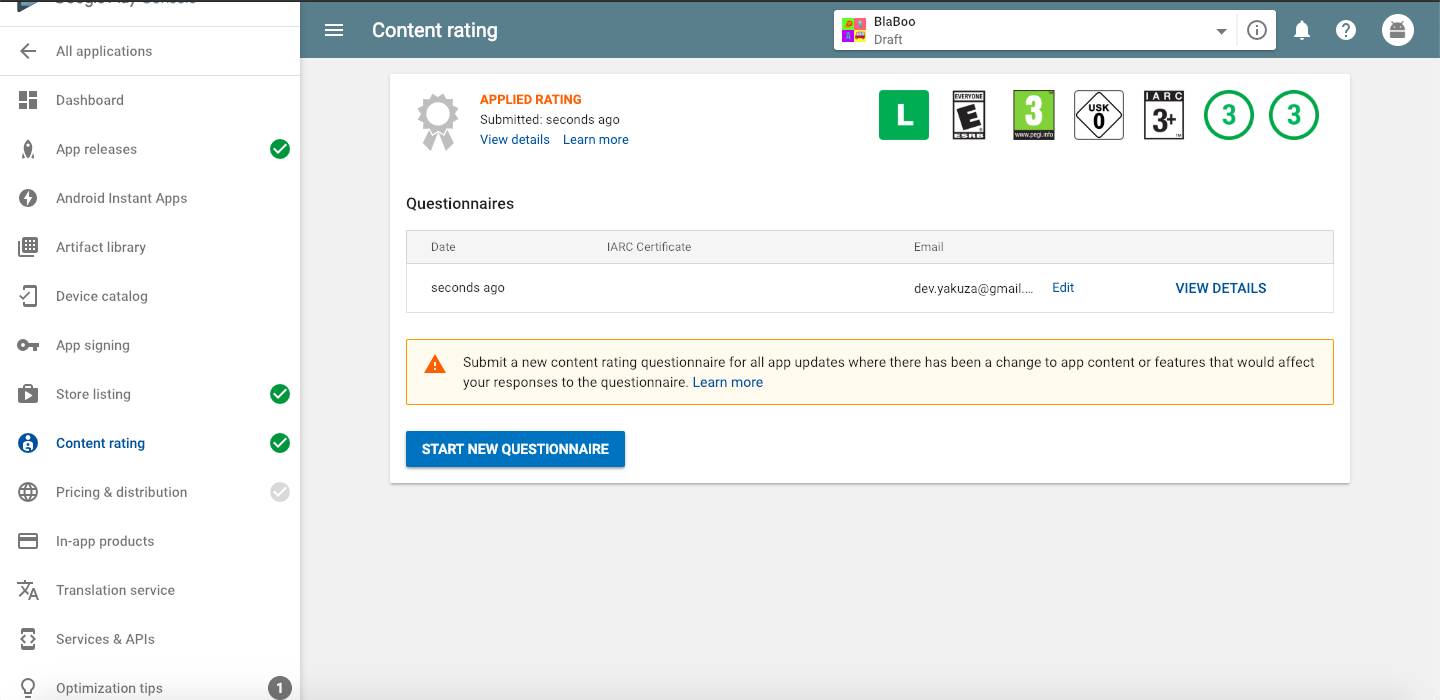 Google Play Console
All applications
Dashboard
App releases
Android Instant Apps
Artifact library
Device catalog
App signing
Store listing
Content rating
Pricing & distribution
In-app products
Translation service
Services & APIs
Optimization tips
1
Content rating
BlaBoo
Draft
APPLIED RATING
Submitted: seconds ago
View details Learn more
L
EVERYONE
E
ESRB
3
www.pegi.info
USK
0
IARC
3+
3
3
Questionnaires
Date IARC Certificate Email
seconds ago dev.yakuza@gmail.... Edit VIEW DETAILS
Submit a new content rating questionnaire for all app updates where there has been a change to app content or features that would affect
your responses to the questionnaire. Learn more
START NEW QUESTIONNAIRE